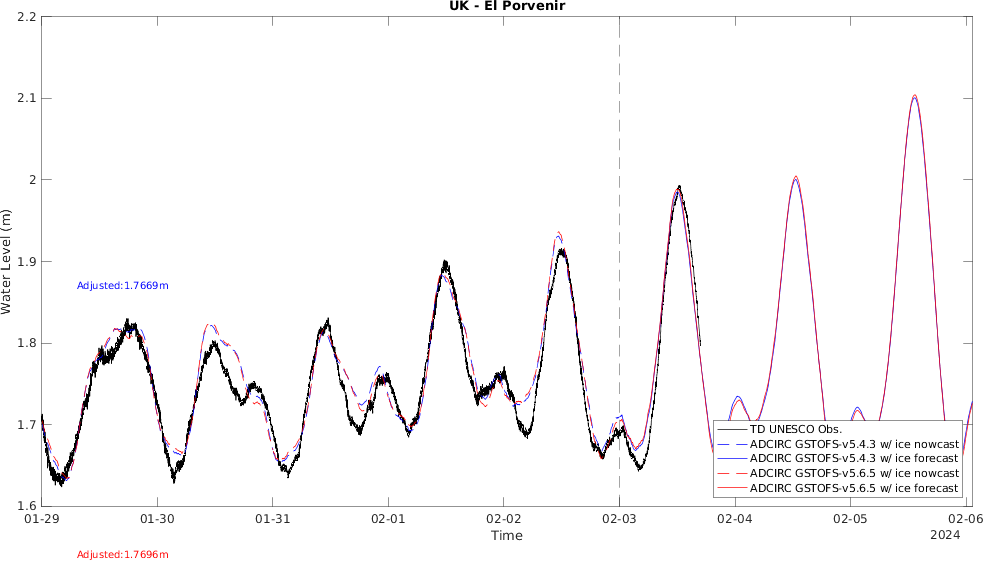 UK - El Porvenir
Water Level (m)
2.2
2.1
2
1.9
1.8
1.7
1.6
Adjusted:1.7669m
TD UNESCO Obs.
ADCIRC GSTOFS-v5.4.3 w/ ice nowcast
ADCIRC GSTOFS-v5.4.3 w/ ice forecast
ADCIRC GSTOFS-v5.6.5 w/ ice nowcast
ADCIRC GSTOFS-v5.6.5 w/ ice forecast
01-29 01-30 01-31 02-01 02-02 02-03 02-04 02-05 02-06
Time
2024
Adjusted:1.7696m